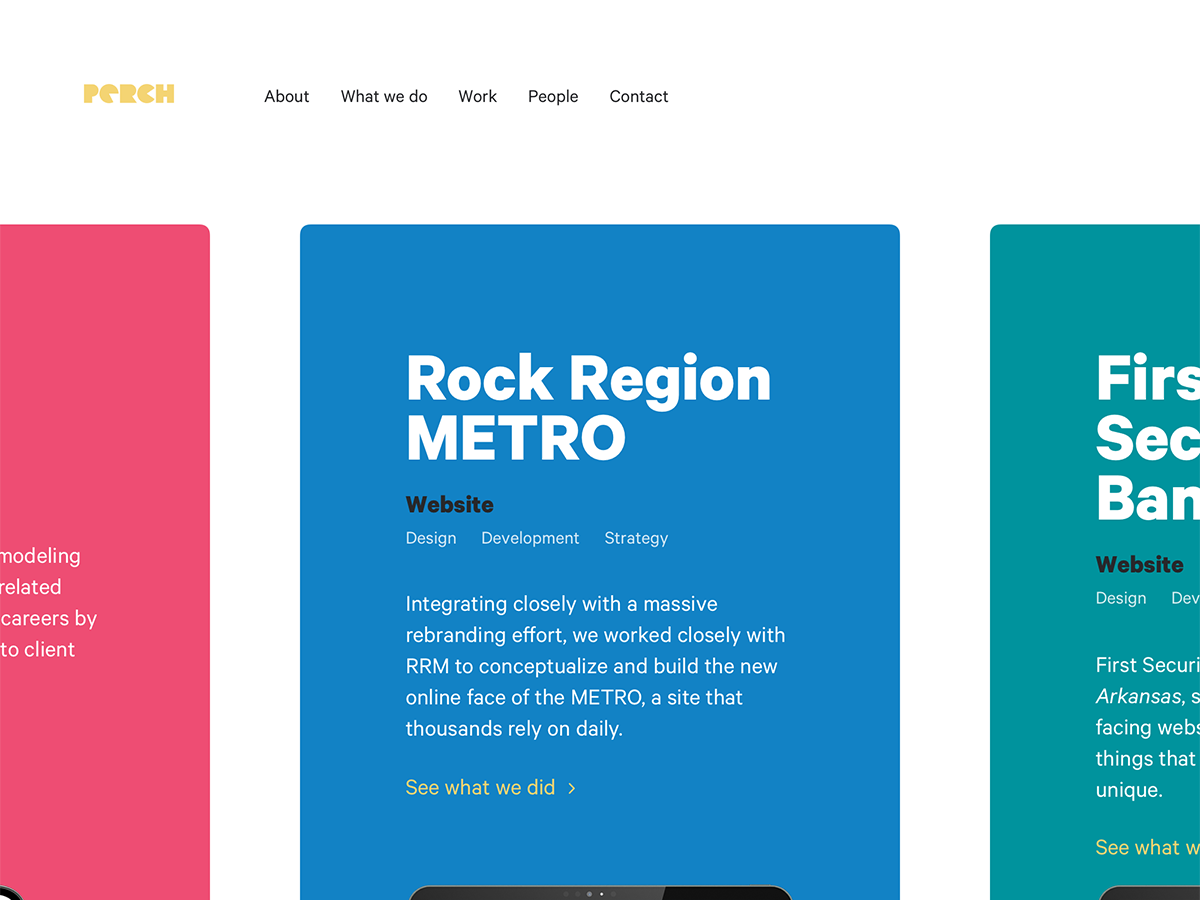 PERCH
About What we do Work People Contact
modeling
related
careers by
to client
Rock Region
METRO
Website
Design Development Strategy
Integrating closely with a massive
rebranding effort, we worked closely with
RRM to conceptualize and build the new
online face of the METRO, a site that
thousands rely on daily.
See what we did >
Firs
Sec
Ban
Website
Design Dev
First Securi
Arkansas, s
facing webs
things that
unique.
See what w